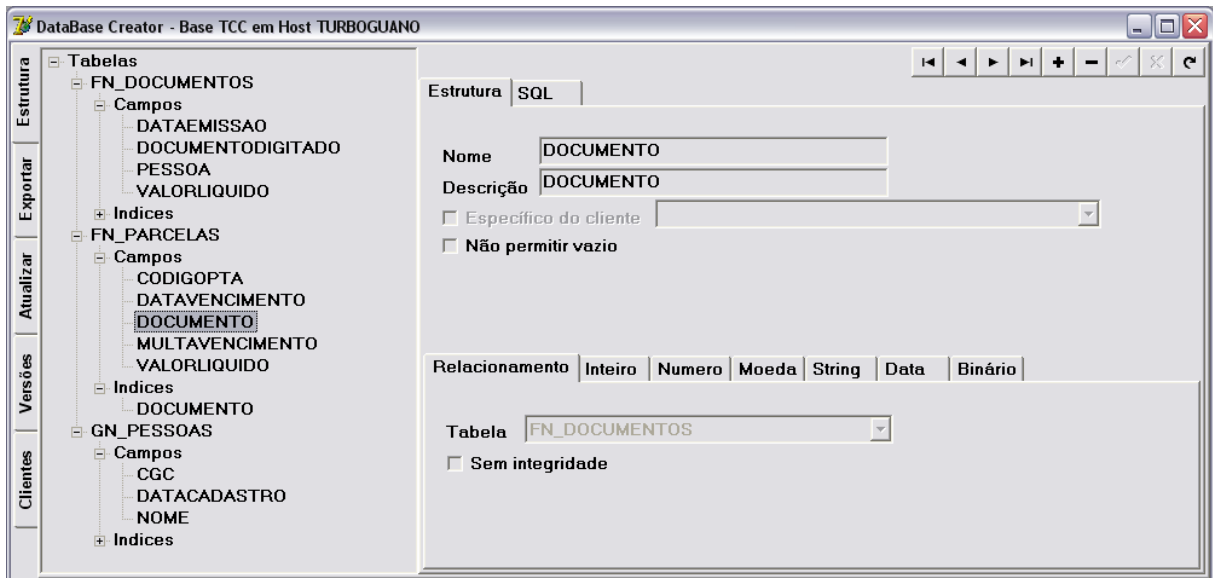 DataBase Creator - Base TCC em Host TURBOGUANO
Estrutura
Exportar
Atualizar
Versões
Clientes
Tabelas
FN_DOCUMENTOS
Campos
DATAEMISSAO
DOCUMENTODIGITADO
PESSOA
VALORLIQUIDO
Indices
FN_PARCELAS
Campos
CODIGOPTA
DATAVENCIMENTO
DOCUMENTO
MULTAVENCIMENTO
VALORLIQUIDO
Indices
DOCUMENTO
GN_PESSOAS
Campos
CGC
DATACADASTRO
NOME
Indices
Estrutura SQL
Nome DOCUMENTO
Descrição DOCUMENTO
Específico do cliente
Não permitir vazio
Relacionamento Inteiro Numero Moeda String Data Binário
Tabela FN_DOCUMENTOS
Sem integridade